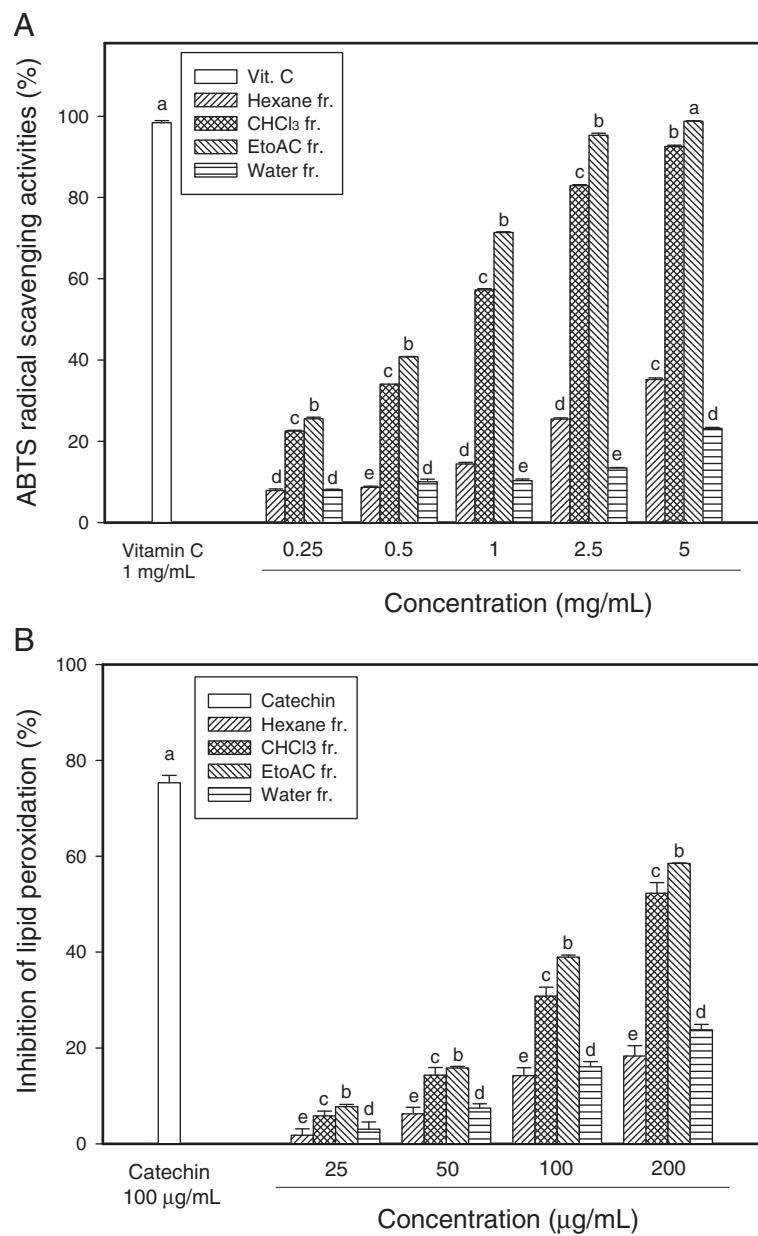 A
ABTS radical scavenging activities (%)
100
80
60
40
20
0
Vit. C
Hexane fr.
CHCl3 fr.
EtoAC fr.
Water fr.
a
d c b d
e c b d
d c b e
d c b e
c b a d
Vitamin C
1 mg/mL
0.25 0.5 1 2.5 5
Concentration (mg/mL)
B
Inhibition of lipid peroxidation (%)
100
80
60
40
20
0
Catechin
Hexane fr.
CHCl3 fr.
EtoAC fr.
Water fr.
a
e c b d
e c b d
e c b d
e c b d
Catechin
100 μg/mL
25 50 100 200
Concentration (μg/mL)